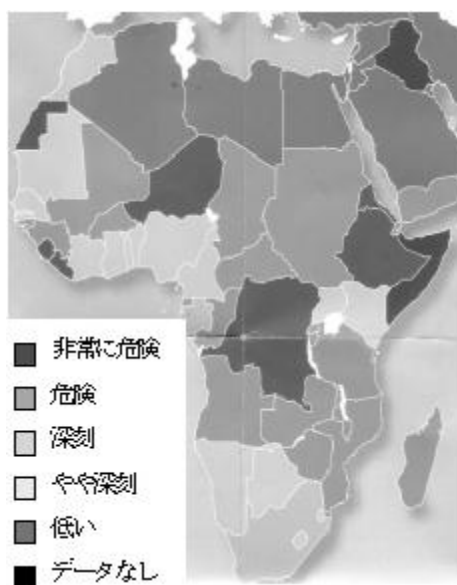 非常に危険
危険
深刻
やや深刻
低い
データなし